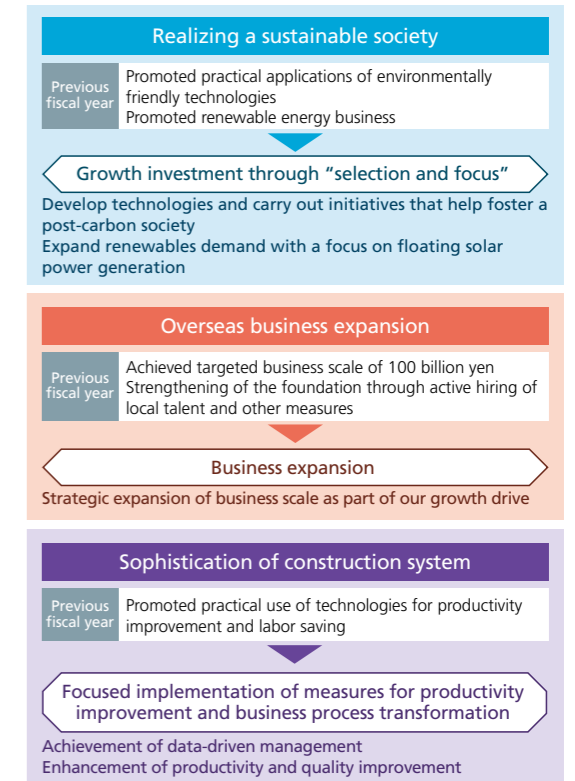 Realizing a sustainable society
Previous
fiscal year
Promoted practical applications of environmentally
friendly technologies
Promoted renewable energy business
Growth investment through “selection and focus”
Develop technologies and carry out initiatives that help foster a
post-carbon society
Expand renewables demand with a focus on floating solar
power generation
Overseas business expansion
Previous
fiscal year
Achieved targeted business scale of 100 billion yen
Strengthening of the foundation through active hiring of
local talent and other measures
Business expansion
Strategic expansion of business scale as part of our growth drive
Sophistication of construction system
Previous
fiscal year
Promoted practical use of technologies for productivity
improvement and labor saving
Focused implementation of measures for productivity
improvement and business process transformation
Achievement of data-driven management
Enhancement of productivity and quality improvement